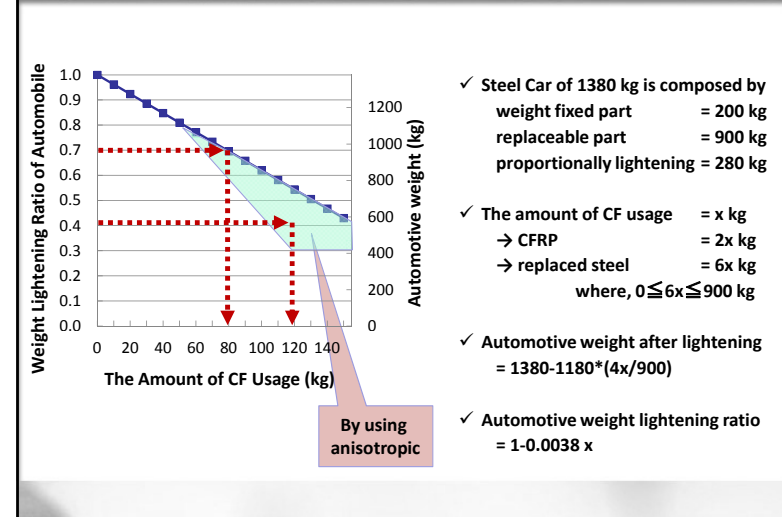 Weight Lightening Ratio of Automobile
1.0
0.9
0.8
0.7
0.6
0.5
0.4
0.3
0.2
0.1
0.0
0 20 40 60 80 100 120 140
The Amount of CF Usage (kg)
1200
1000
800
600
400
200
0
Automotive weight (kg)
By using
anisotropic
✓ Steel Car of 1380 kg is composed by
weight fixed part = 200 kg
replaceable part = 900 kg
proportionally lightening = 280 kg
✓ The amount of CF usage = x kg
→ CFRP = 2x kg
→ replaced steel = 6x kg
where, 0≦6x≦900 kg
✓ Automotive weight after lightening
= 1380-1180*(4x/900)
✓ Automotive weight lightening ratio
= 1-0.0038 x